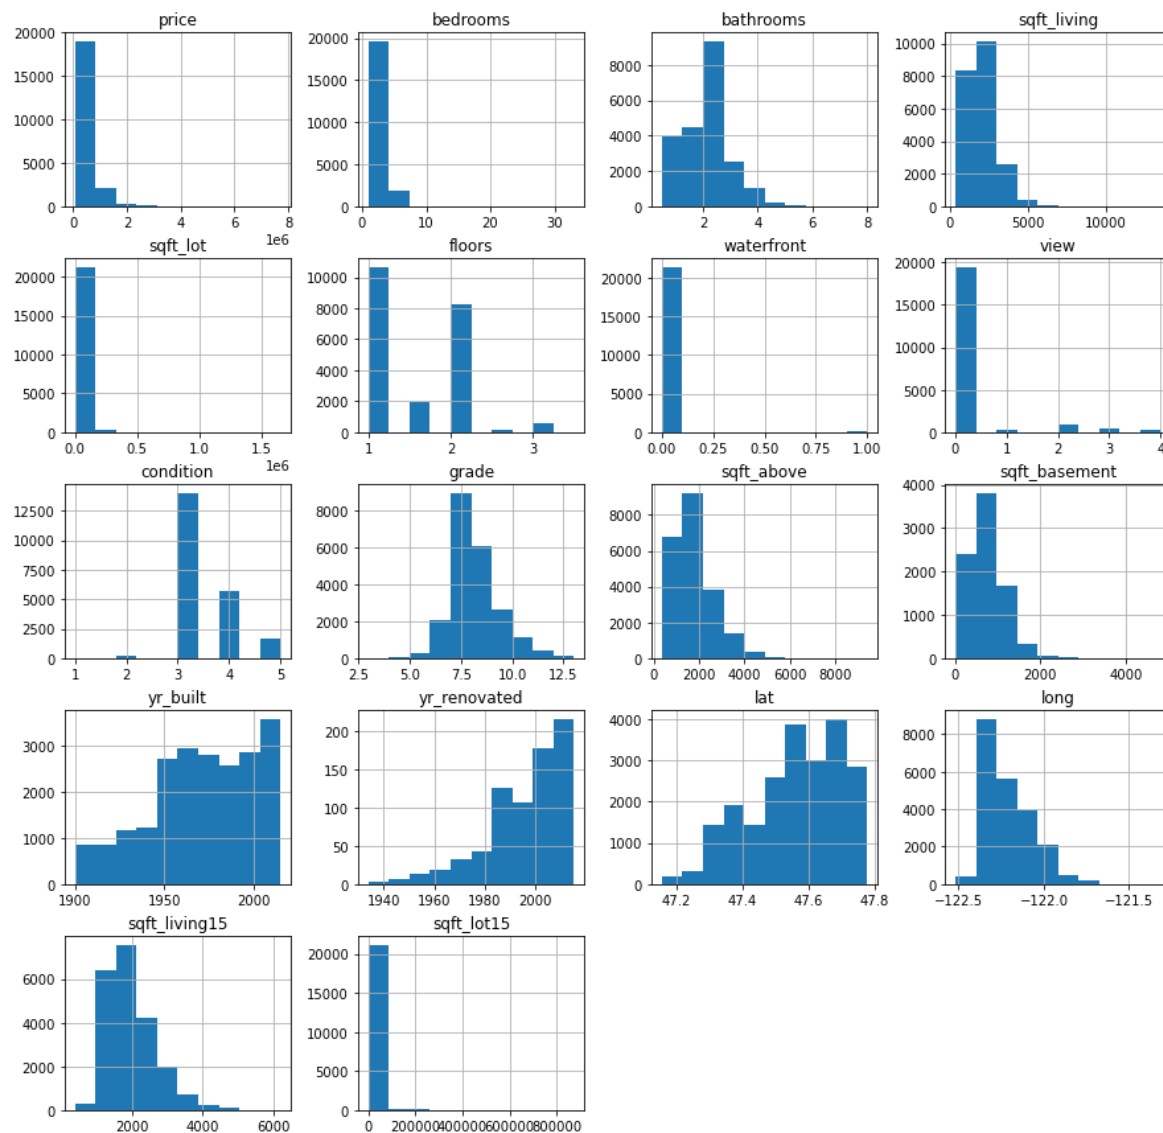 price
20000
15000
10000
5000
0
0 2 4 6 8
1e6
bedrooms
20000
15000
10000
5000
0
0 10 20 30
bathrooms
8000
6000
4000
2000
0
2 4 6 8
sqft_living
10000
8000
6000
4000
2000
0
0 5000 10000
sqft_lot
20000
15000
10000
5000
0
0.0 0.5 1.0 1.5
1e6
floors
10000
8000
6000
4000
2000
0
1 2 3
waterfront
20000
15000
10000
5000
0
0.00 0.25 0.50 0.75 1.00
view
20000
15000
10000
5000
0
0 1 2 3 4
condition
12500
10000
7500
5000
2500
0
1 2 3 4 5
grade
8000
6000
4000
2000
0
2.5 5.0 7.5 10.0 12.5
sqft_above
8000
6000
4000
2000
0
0 2000 4000 6000 8000
sqft_basement
4000
3000
2000
1000
0
0 2000 4000
yr_built
3000
2000
1000
0
1900 1950 2000
yr_renovated
200
150
100
50
0
1940 1960 1980 2000
lat
4000
3000
2000
1000
0
47.2 47.4 47.6 47.8
long
8000
6000
4000
2000
0
−122.5 −122.0 −121.5
sqft_living15
6000
4000
2000
0
2000 4000 6000
sqft_lot15
20000
15000
10000
5000
0
0 200000 400000 600000 800000